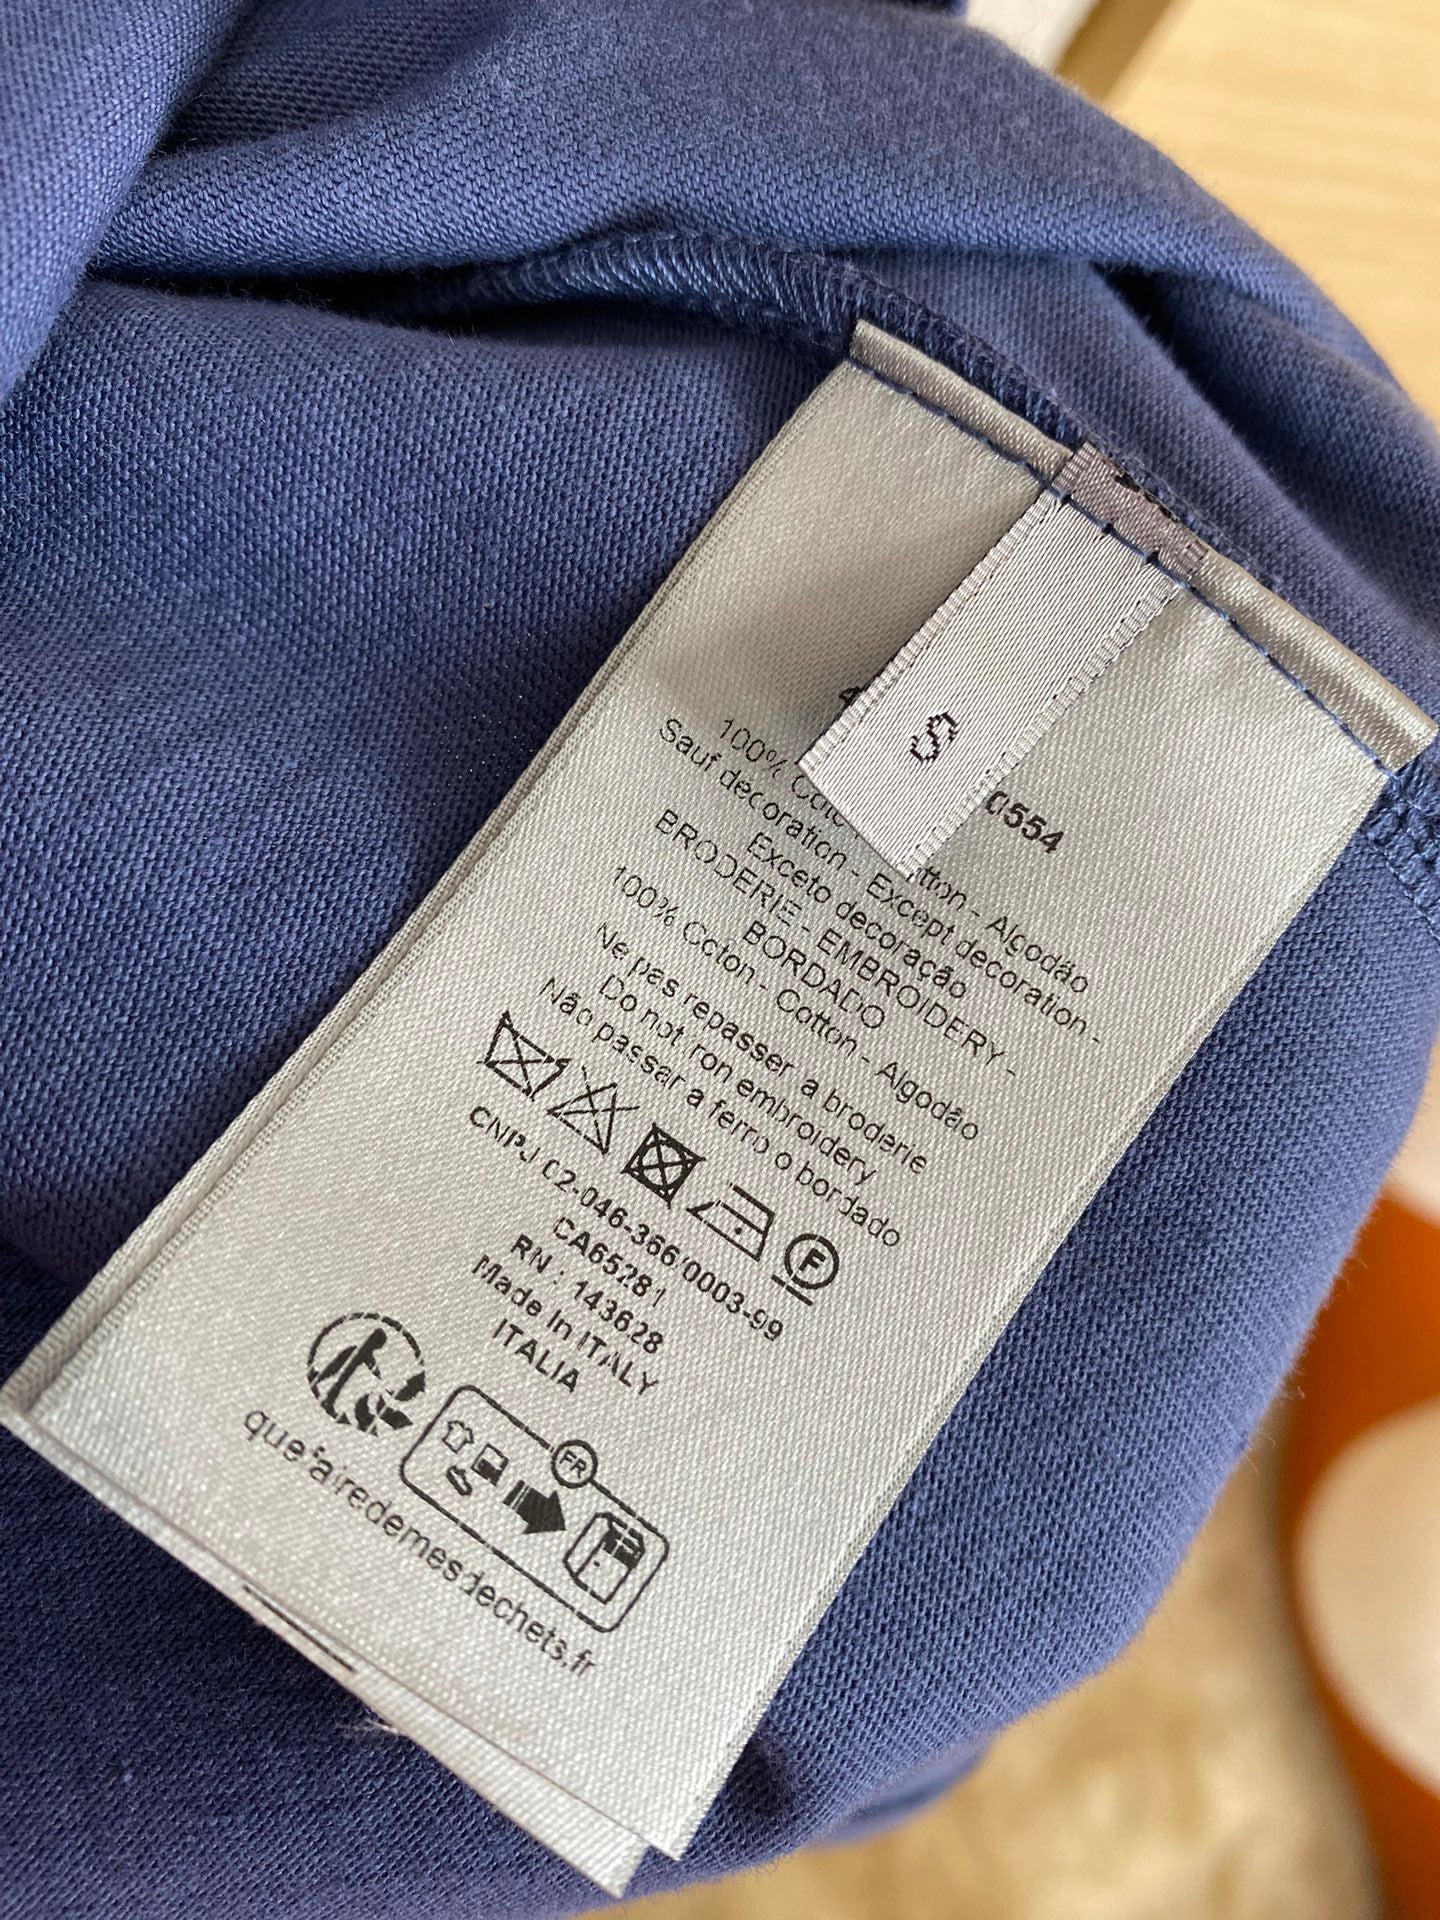 S
0554
100% Coto
tton - Algodão
Sauf decoration - Except decoration -
Exceto decoração
BRODERIE - EMBROIDERY -
BORDADO
100% Coton - Cotton - Algodão
Ne pas repasser a broderie
Do not iron embroidery
Não passar a ferro o bordado
F
CNPJ 02-046-366/0003-99
CA65281
RN : 143628
Made In ITALY
ITALIA
FR
quefairedemesdechets.fr